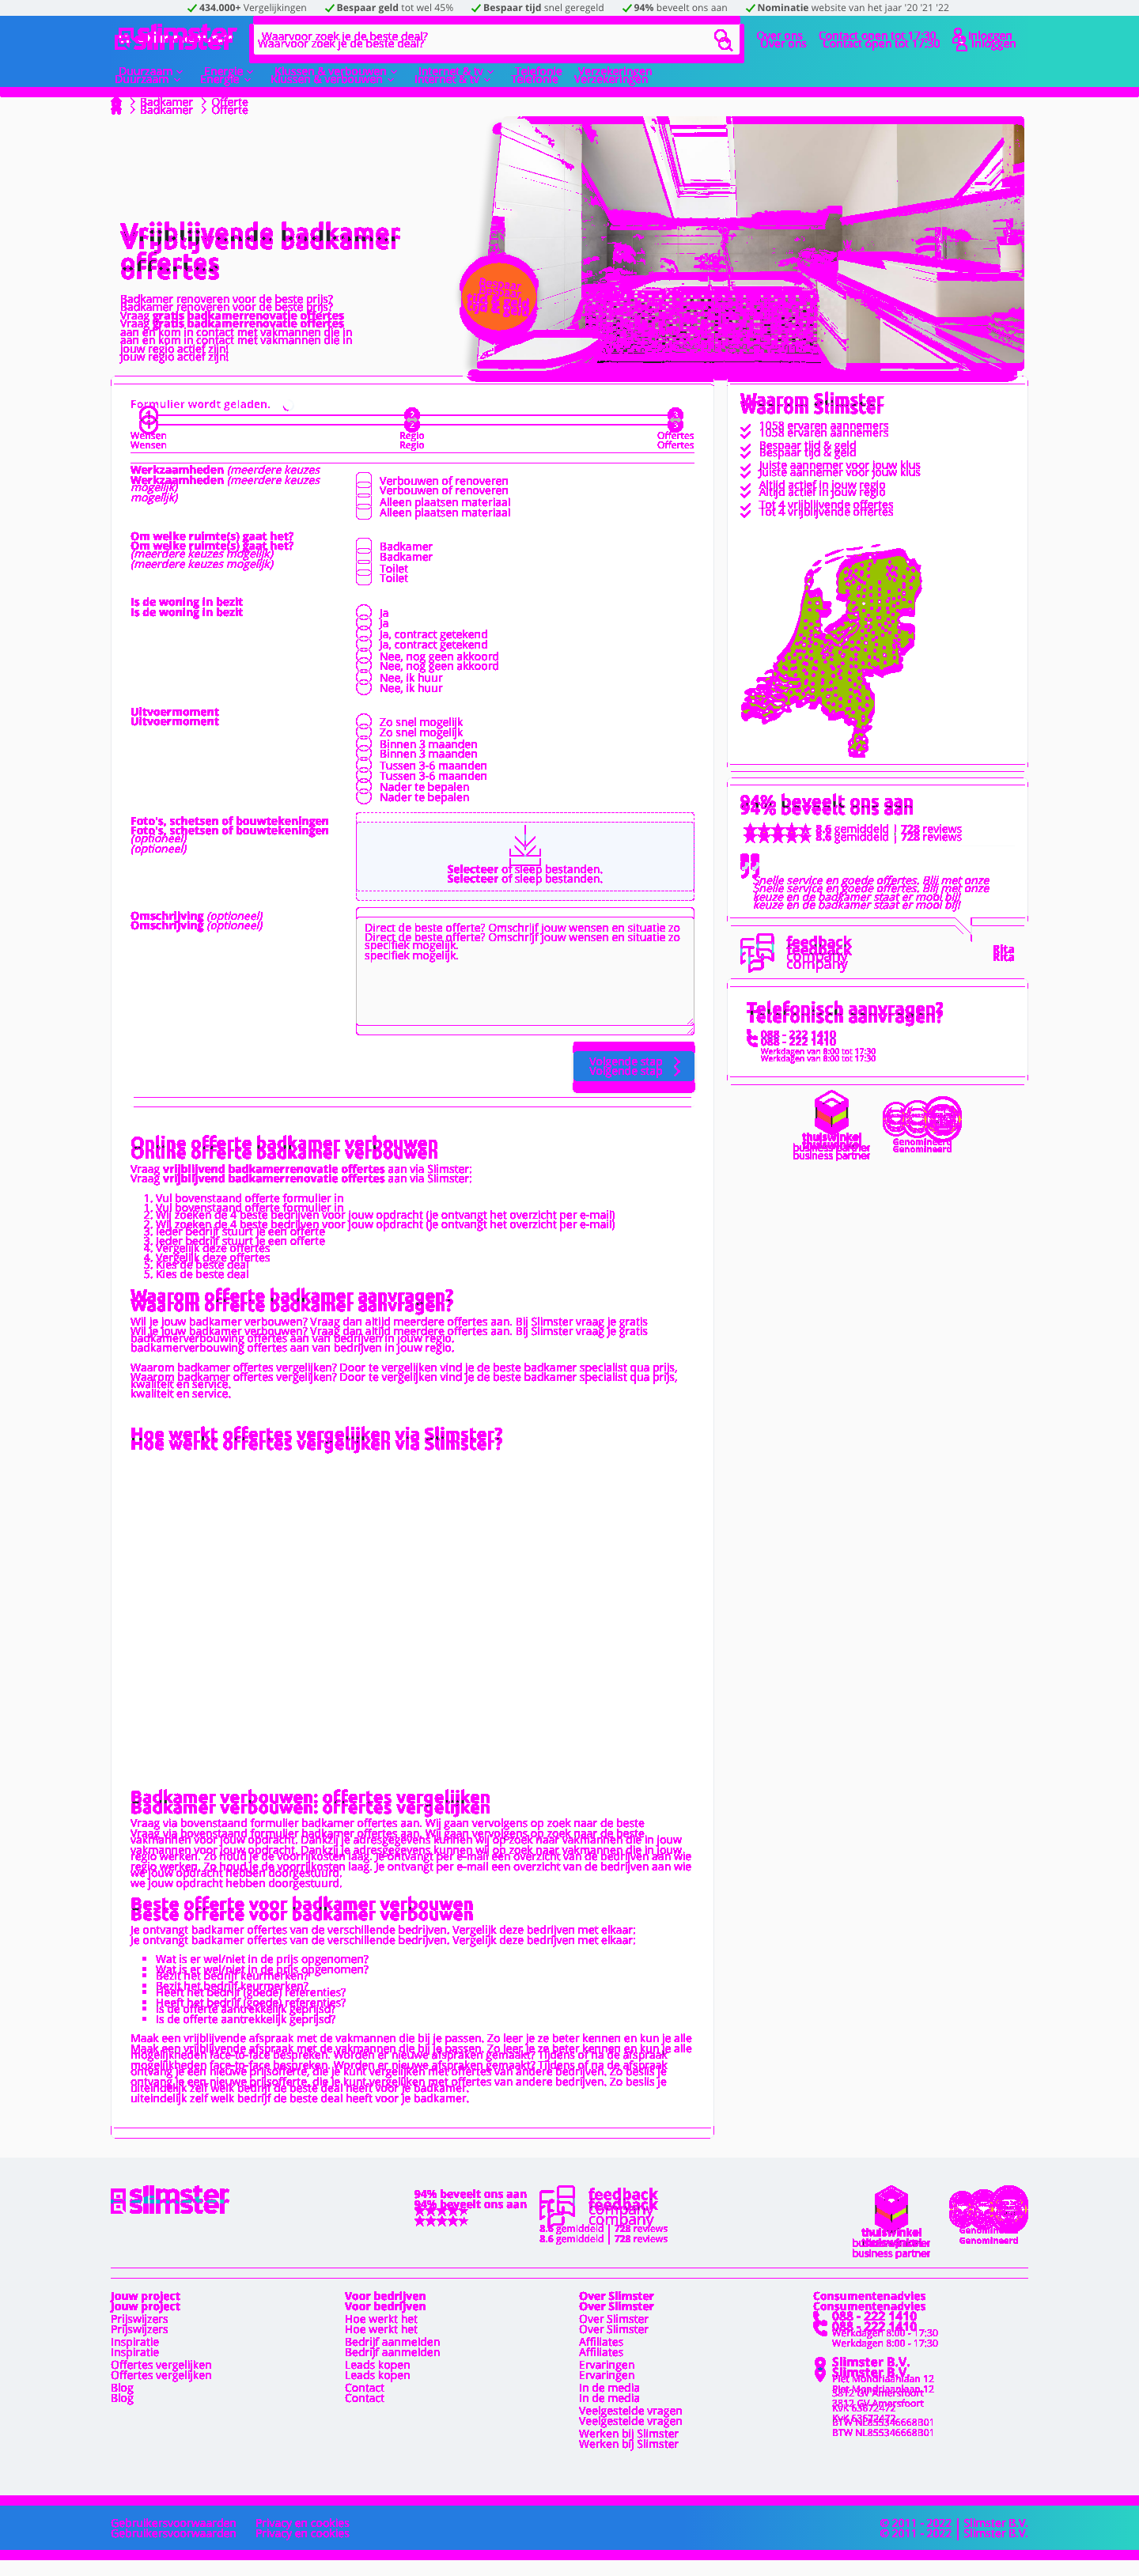 434.000+ Vergelijkingen
Bespaar geld tot wel 45%
Bespaar tijd snel geregeld
94% beveelt ons aan
Nominatie website van het jaar '20 '21 '22
slimster
Waarvoor zoek je de beste deal?
Over ons
Contact open tot 17:30
Inloggen
Duurzaam
Energie
Klussen & verbouwen
Internet & tv
Telefonie
Verzekeringen
Badkamer
Offerte
Vrijblijvende badkamer
offertes
Bespaar
tijd & geld
Badkamer renoveren voor de beste prijs?
Vraag gratis badkamerrenovatie offertes
aan en kom in contact met vakmannen die in
jouw regio actief zijn!
Formulier wordt geladen.
1
2
3
Wensen
Regio
Offertes
Werkzaamheden (meerdere keuzes
mogelijk)
Verbouwen of renoveren
Alleen plaatsen materiaal
Om welke ruimte(s) gaat het?
(meerdere keuzes mogelijk)
Badkamer
Toilet
Is de woning in bezit
Ja
Ja, contract getekend
Nee, nog geen akkoord
Nee, ik huur
Uitvoermoment
Zo snel mogelijk
Binnen 3 maanden
Tussen 3-6 maanden
Nader te bepalen
Foto's, schetsen of bouwtekeningen
(optioneel)
Selecteer of sleep bestanden.
Omschrijving (optioneel)
Direct de beste offerte? Omschrijf jouw wensen en situatie zo
specifiek mogelijk.
Volgende stap
Waarom Slimster
1058 ervaren aannemers
Bespaar tijd & geld
Juiste aannemer voor jouw klus
Altijd actief in jouw regio
Tot 4 vrijblijvende offertes
94% beveelt ons aan
8.6 gemiddeld | 728 reviews
Snelle service en goede offertes. Blij met onze
keuze en de badkamer staat er mooi bij!
feedback
company
Rita
Telefonisch aanvragen?
088 - 222 1410
Werkdagen van 8:00 tot 17:30
thuiswinkel
business partner
Genomineerd
Online offerte badkamer verbouwen
Vraag vrijblijvend badkamerrenovatie offertes aan via Slimster:
1. Vul bovenstaand offerte formulier in
2. Wij zoeken de 4 beste bedrijven voor jouw opdracht (je ontvangt het overzicht per e-mail)
3. Ieder bedrijf stuurt je een offerte
4. Vergelijk deze offertes
5. Kies de beste deal
Waarom offerte badkamer aanvragen?
Wil je jouw badkamer verbouwen? Vraag dan altijd meerdere offertes aan. Bij Slimster vraag je gratis
badkamerverbouwing offertes aan van bedrijven in jouw regio.
Waarom badkamer offertes vergelijken? Door te vergelijken vind je de beste badkamer specialist qua prijs,
kwaliteit en service.
Hoe werkt offertes vergelijken via Slimster?
Badkamer verbouwen: offertes vergelijken
Vraag via bovenstaand formulier badkamer offertes aan. Wij gaan vervolgens op zoek naar de beste
vakmannen voor jouw opdracht. Dankzij je adresgegevens kunnen wij op zoek naar vakmannen die in jouw
regio werken. Zo houd je de voorrijkosten laag. Je ontvangt per e-mail een overzicht van de bedrijven aan wie
we jouw opdracht hebben doorgestuurd.
Beste offerte voor badkamer verbouwen
Je ontvangt badkamer offertes van de verschillende bedrijven. Vergelijk deze bedrijven met elkaar:
Wat is er wel/niet in de prijs opgenomen?
Bezit het bedrijf keurmerken?
Heeft het bedrijf (goede) referenties?
Is de offerte aantrekkelijk geprijsd?
Maak een vrijblijvende afspraak met de vakmannen die bij je passen. Zo leer je ze beter kennen en kun je alle
mogelijkheden face-to-face bespreken. Worden er nieuwe afspraken gemaakt? Tijdens of na de afspraak
ontvang je een nieuwe prijsofferte, die je kunt vergelijken met offertes van andere bedrijven. Zo beslis je
uiteindelijk zelf welk bedrijf de beste deal heeft voor je badkamer.
slimster
94% beveelt ons aan
feedback
company
8.6 gemiddeld | 728 reviews
thuiswinkel
business partner
Genomineerd
Jouw project
Prijswijzers
Inspiratie
Offertes vergelijken
Blog
Voor bedrijven
Hoe werkt het
Bedrijf aanmelden
Leads kopen
Contact
Over Slimster
Over Slimster
Affiliates
Ervaringen
In de media
Veelgestelde vragen
Werken bij Slimster
Consumentenadvies
088 - 222 1410
Werkdagen 8:00 - 17:30
Slimster B.V.
Piet Mondriaanlaan 12
3812 GV Amersfoort
KvK 63672472
BTW NL855346668B01
Gebruikersvoorwaarden
Privacy en cookies
© 2011 - 2022 | Slimster B.V.